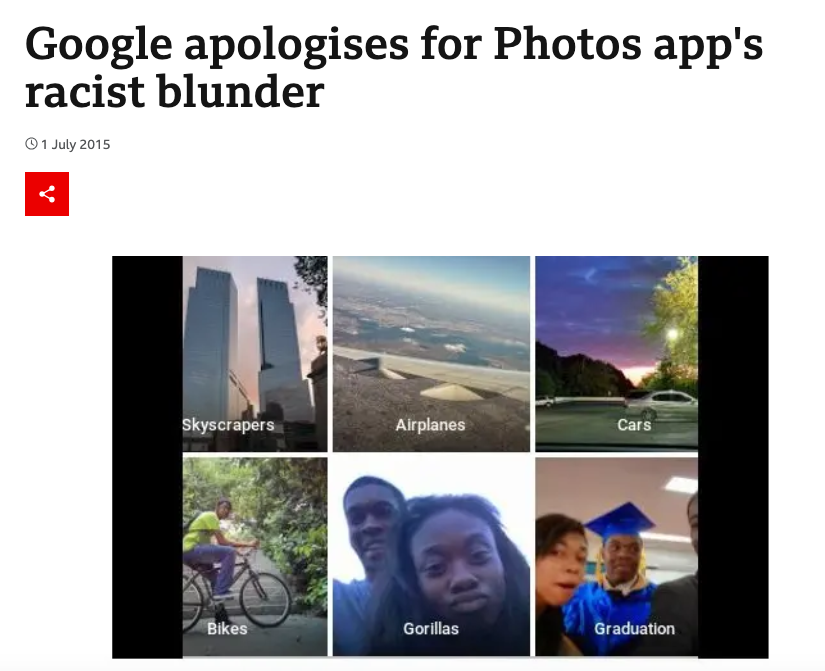 Google apologises for Photos app's
racist blunder
1 July 2015
Skyscrapers
Airplanes
Cars
Bikes
Gorillas
Graduation